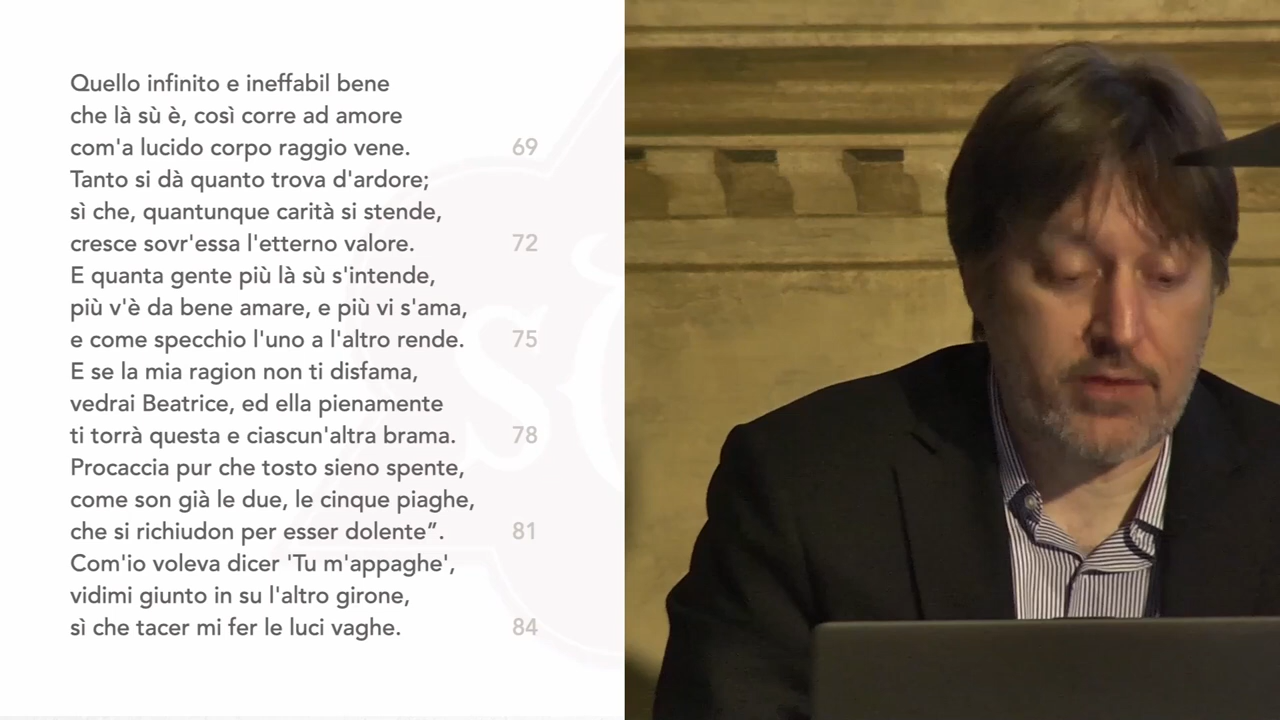 Quello infinito e ineffabil bene
che là sù è, così corre ad amore
com'a lucido corpo raggio vene. 69
Tanto si dà quanto trova d'ardore;
sì che, quantunque carità si stende,
cresce sovr'essa l'etterno valore. 72
E quanta gente più là sù s'intende,
più v'è da bene amare, e più vi s'ama,
e come specchio l'uno a l'altro rende. 75
E se la mia ragion non ti disfama,
vedrai Beatrice, ed ella pienamente
ti torrà questa e ciascun'altra brama. 78
Procaccia pur che tosto sieno spente,
come son già le due, le cinque piaghe,
che si richiudon per esser dolente”. 81
Com'io voleva dicer 'Tu m'appaghe',
vidimi giunto in su l'altro girone,
sì che tacer mi fer le luci vaghe. 84